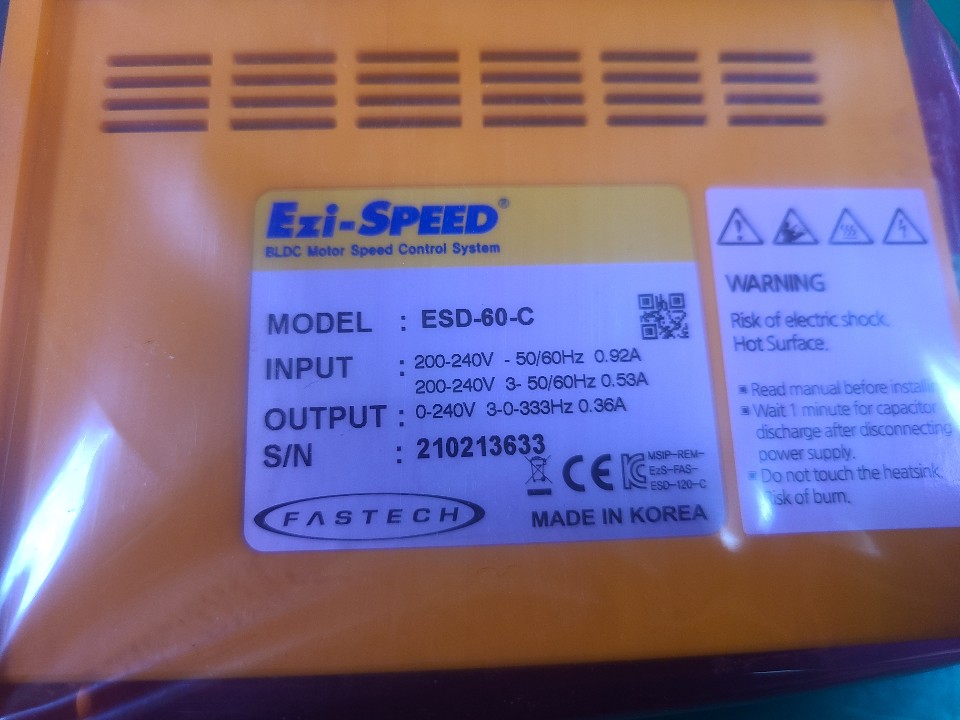 Ezi-SPEED®
BLDC Motor Speed Control System
MODEL : ESD-60-C
INPUT : 200-240V - 50/60Hz 0.92A
200-240V 3- 50/60Hz 0.53A
OUTPUT : 0-240V 3-0-333Hz 0.36A
S/N : 210213633
CE
MSIP-REM-
EzS-FAS-
ESD-120-C
FASTECH
MADE IN KOREA
WARNING
Risk of electric shock.
Hot Surface.
Read manual before
Wait 1 minute for capacitor
discharge after disconnecting
power supply.
Do not touch the heatsink.
Risk of burn.